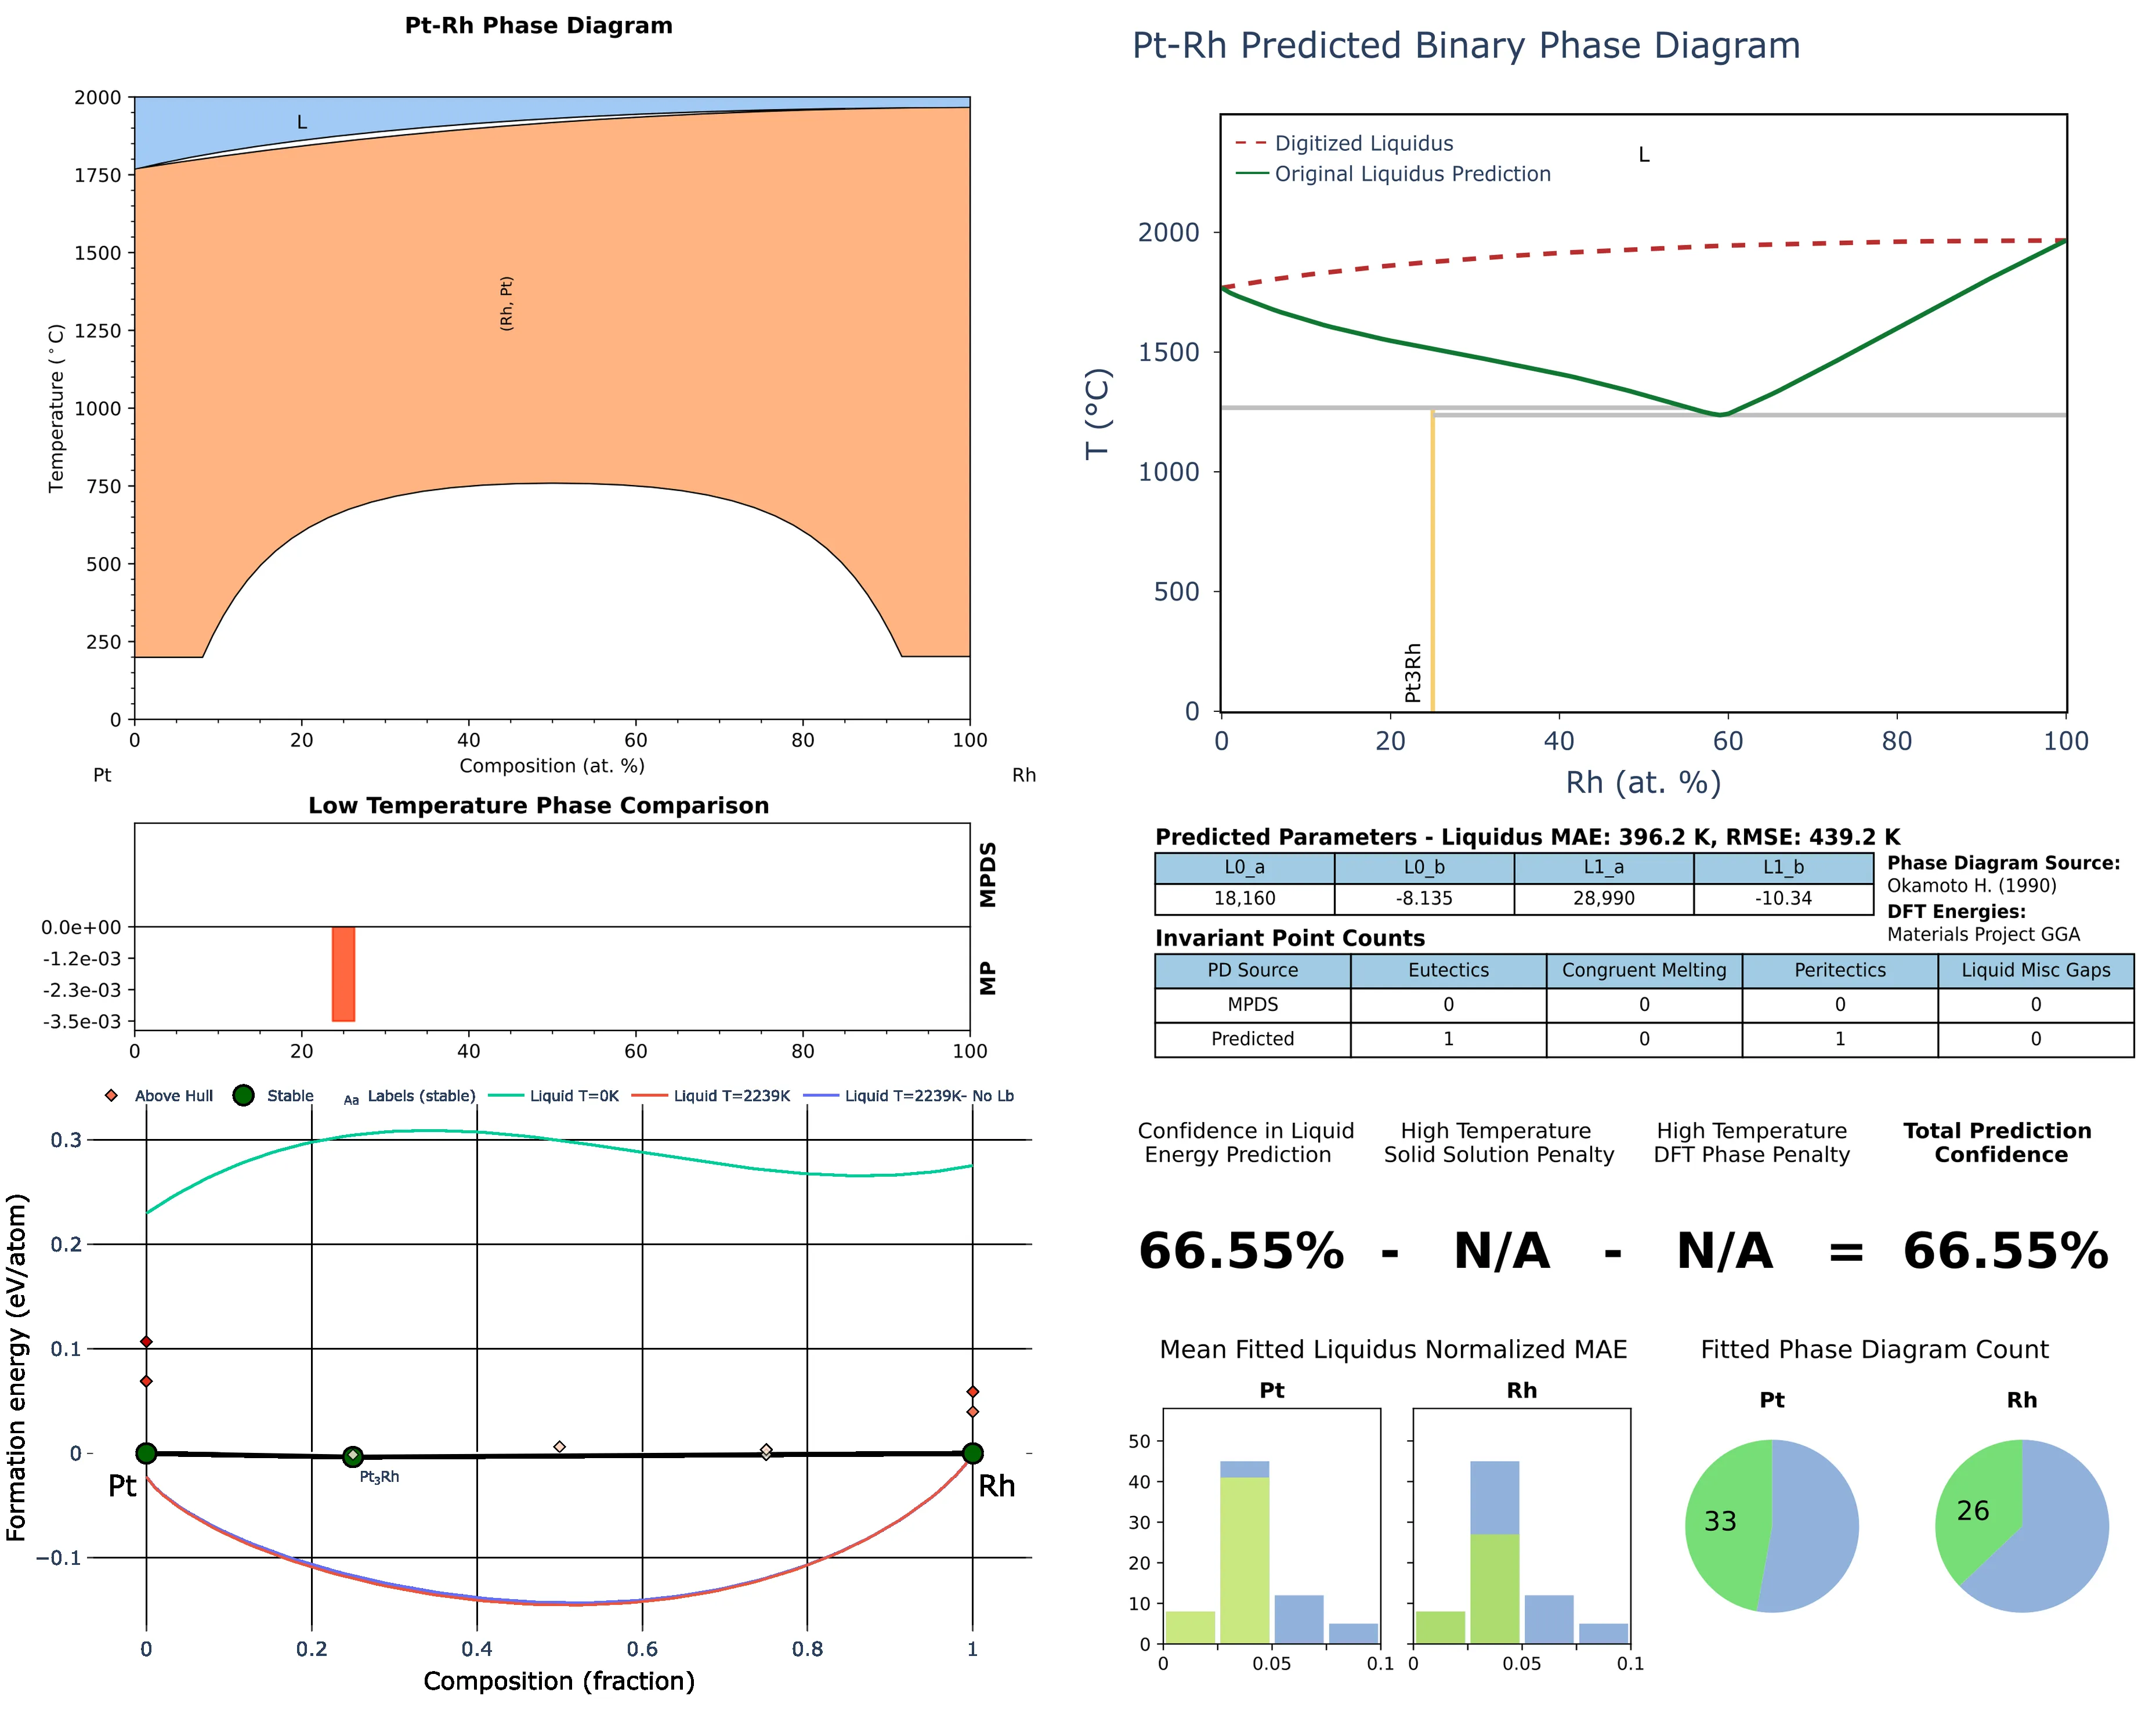 Pt-Rh Phase Diagram
2000
1750
1500
1250
1000
750
500
250
0
Temperature (°C)
L
(Rh, Pt)
0 20 40 60 80 100
Composition (at. %)
Pt
Rh
Pt-Rh Predicted Binary Phase Diagram
Digitized Liquidus
Original Liquidus Prediction
L
2000
1500
1000
500
0
T (°C)
Pt3Rh
0 20 40 60 80 100
Rh (at. %)
Low Temperature Phase Comparison
MPDS
MP
0.0e+00
-1.2e-03
-2.3e-03
-3.5e-03
0 20 40 60 80 100
Predicted Parameters - Liquidus MAE: 396.2 K, RMSE: 439.2 K
L0_a L0_b L1_a L1_b
18,160 -8.135 28,990 -10.34
Phase Diagram Source:
Okamoto H. (1990)
DFT Energies:
Materials Project GGA
Invariant Point Counts
PD Source Eutectics Congruent Melting Peritectics Liquid Misc Gaps
MPDS 0 0 0 0
Predicted 1 0 1 0
Above Hull Stable Aa Labels (stable) Liquid T=0K Liquid T=2239K Liquid T=2239K- No Lb
0.3
0.2
0.1
0
−0.1
Formation energy (eV/atom)
Pt
Pt3Rh
Rh
0 0.2 0.4 0.6 0.8 1
Composition (fraction)
Confidence in Liquid
Energy Prediction
High Temperature
Solid Solution Penalty
High Temperature
DFT Phase Penalty
Total Prediction
Confidence
66.55% - N/A - N/A = 66.55%
Mean Fitted Liquidus Normalized MAE
Pt
Rh
50
40
30
20
10
0
0 0.05 0.1
0 0.05 0.1
Fitted Phase Diagram Count
Pt
Rh
33
26